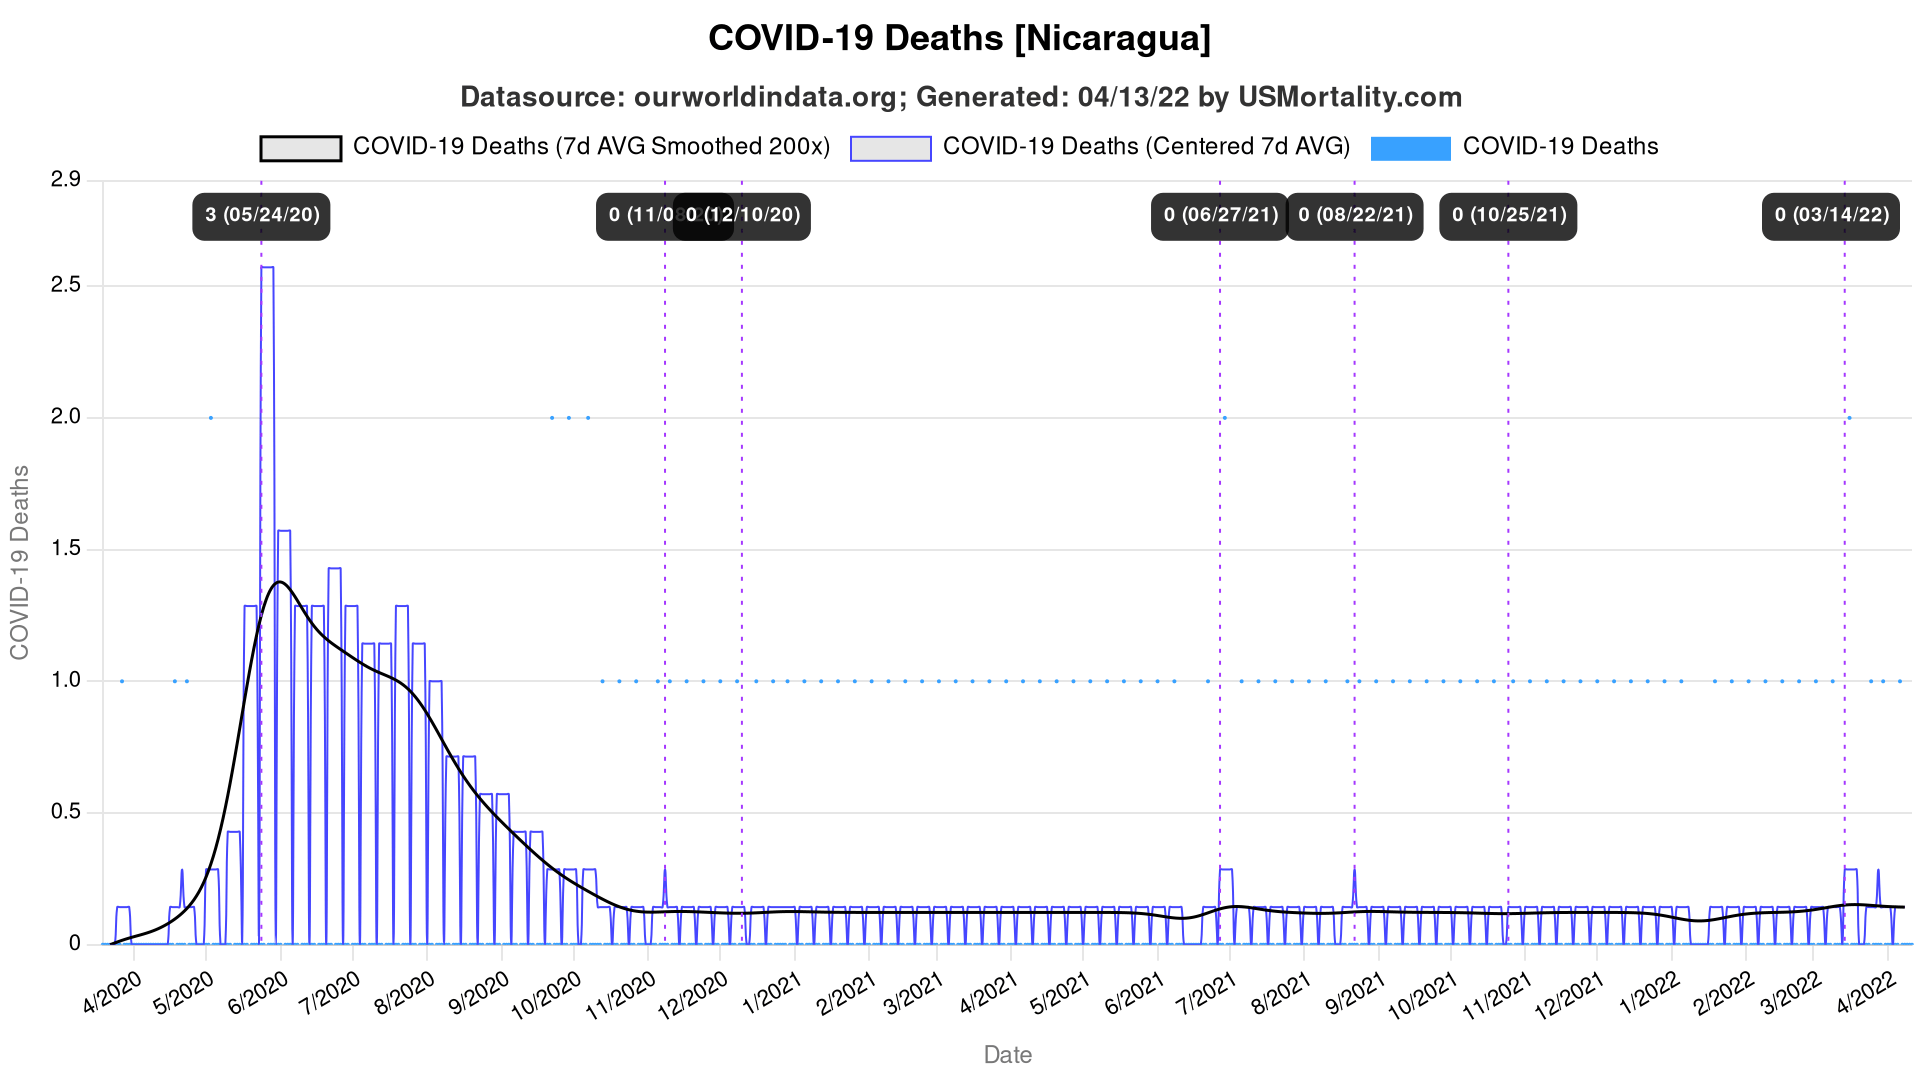 COVID-19 Deaths [Nicaragua]
Datasource: ourworldindata.org; Generated: 04/13/22 by USMortality.com
COVID-19 Deaths (7d AVG Smoothed 200x) COVID-19 Deaths (Centered 7d AVG) COVID-19 Deaths
2.9
3 (05/24/20) 0 (11/08 0 (12/10/20) 0 (06/27/21) 0 (08/22/21) 0 (10/25/21) 0 (03/14/22)
2.5
2.0
1.5
1.0
0.5
0
COVID-19 Deaths
4/2020 5/2020 6/2020 7/2020 8/2020 9/2020 10/2020 11/2020 12/2020 1/2021 2/2021 3/2021 4/2021 5/2021 6/2021 7/2021 8/2021 9/2021 10/2021 11/2021 12/2021 1/2022 2/2022 3/2022 4/2022
Date